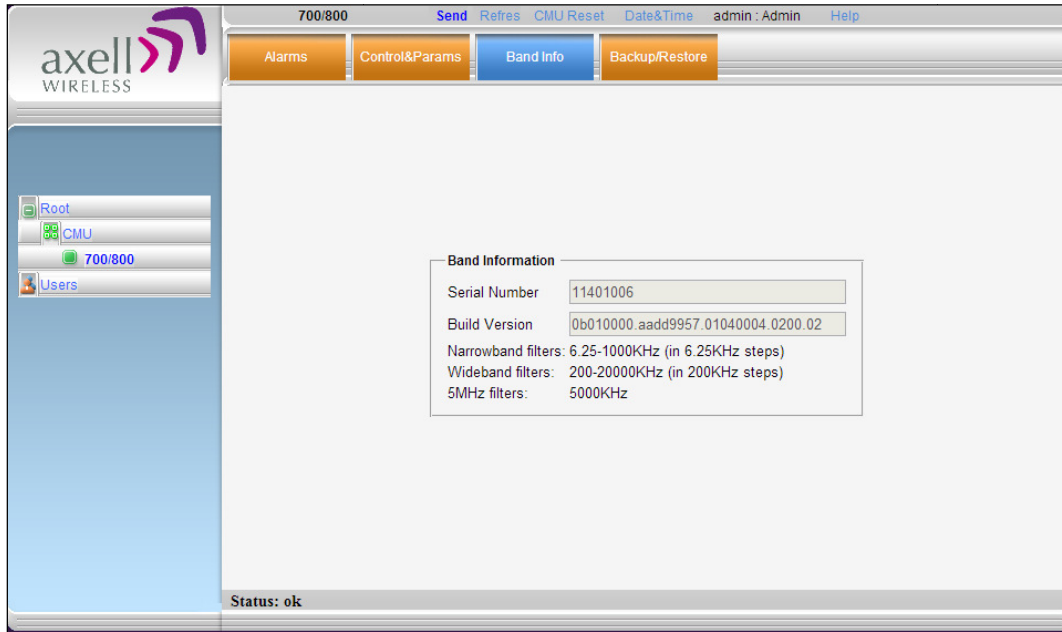 axell
WIRELESS
700/800 Send Refres CMU Reset Date&Time admin : Admin Help
Alarms Control&Params Band Info Backup/Restore
Root
CMU
700/800
Users
Band Information
Serial Number 11401006
Build Version 0b010000.aadd9957.01040004.0200.02
Narrowband filters: 6.25-1000KHz (in 6.25KHz steps)
Wideband filters: 200-20000KHz (in 200KHz steps)
5MHz filters: 5000KHz
Status: ok